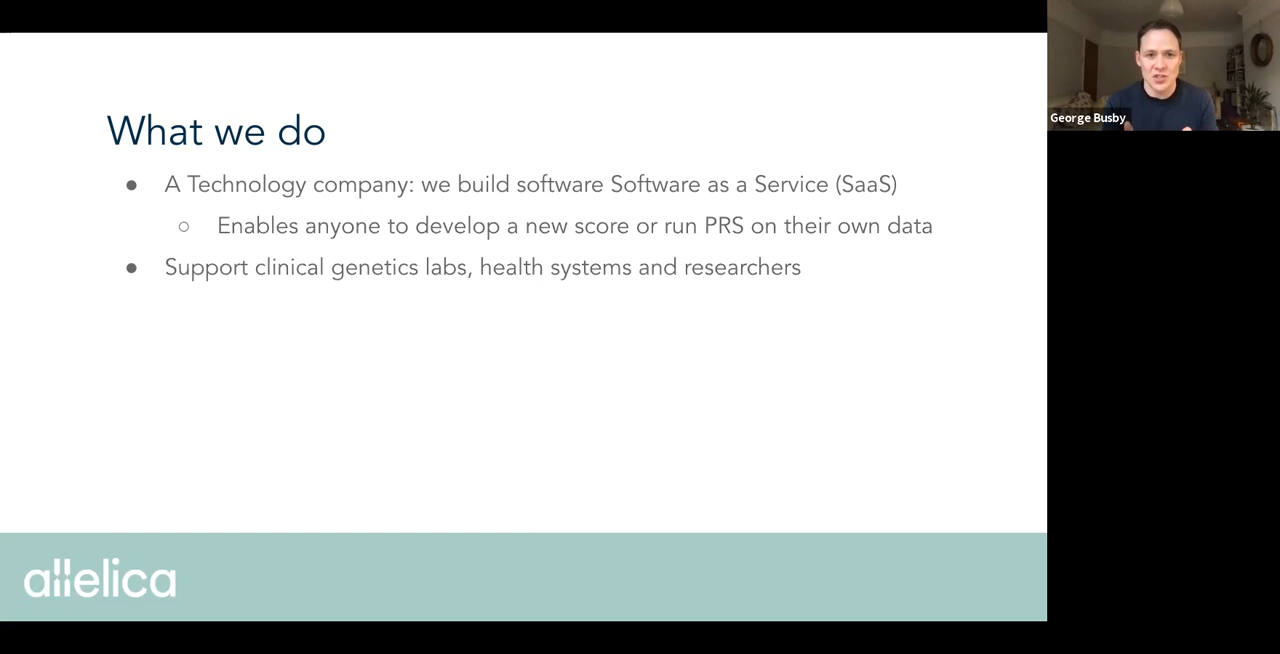 What we do
● A Technology company: we build software Software as a Service (SaaS)
○ Enables anyone to develop a new score or run PRS on their own data
● Support clinical genetics labs, health systems and researchers
allelica
George Busby